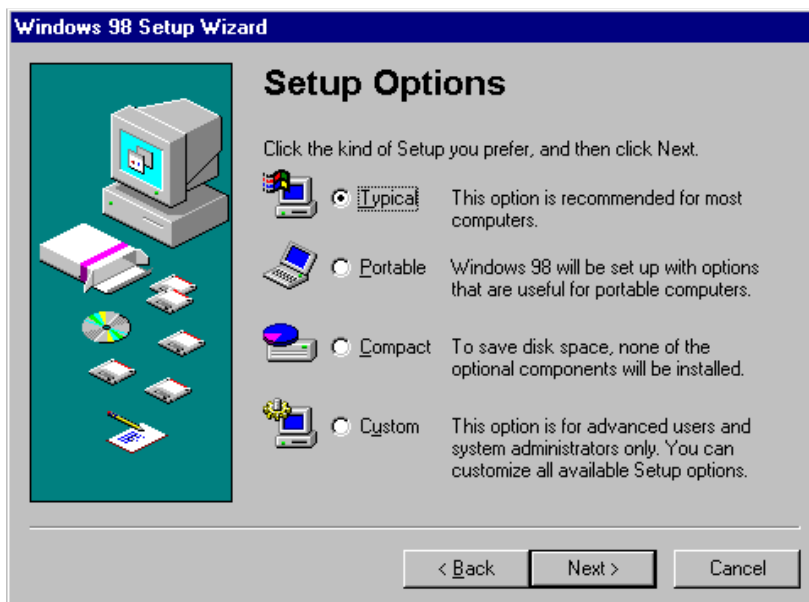 Windows 98 Setup Wizard
Setup Options
Click the kind of Setup you prefer, and then click Next.
Typical
This option is recommended for most
computers.
Portable
Windows 98 will be set up with options
that are useful for portable computers.
Compact
To save disk space, none of the
optional components will be installed.
Custom
This option is for advanced users and
system administrators only. You can
customize all available Setup options.
< Back
Next >
Cancel